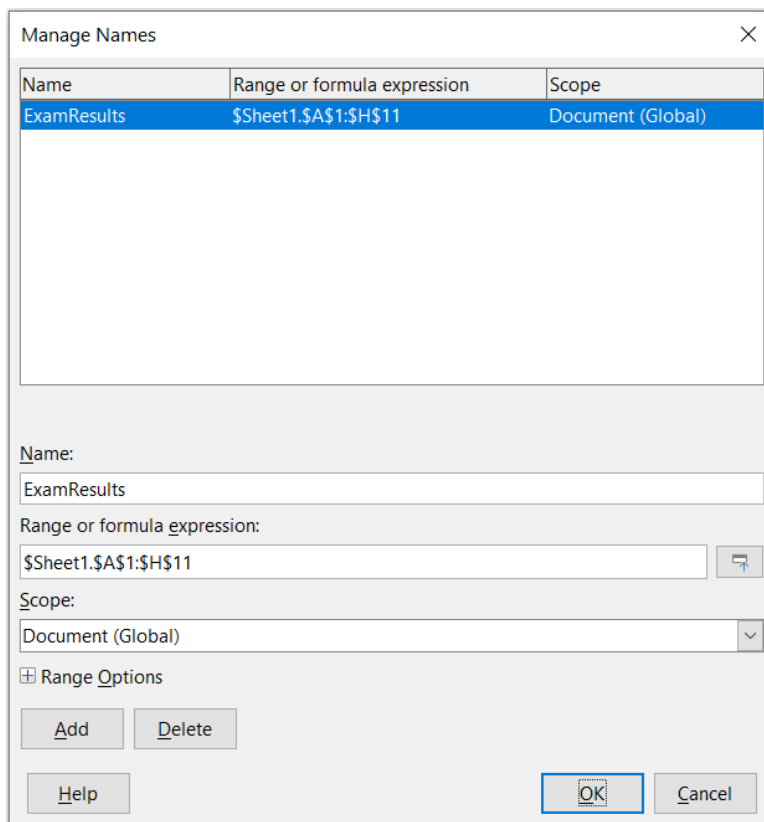 Manage Names
Name Range or formula expression Scope
ExamResults $Sheet1.$A$1:$H$11 Document (Global)
Name:
ExamResults
Range or formula expression:
$Sheet1.$A$1:$H$11
Scope:
Document (Global)
Range Options
Add Delete
Help OK Cancel